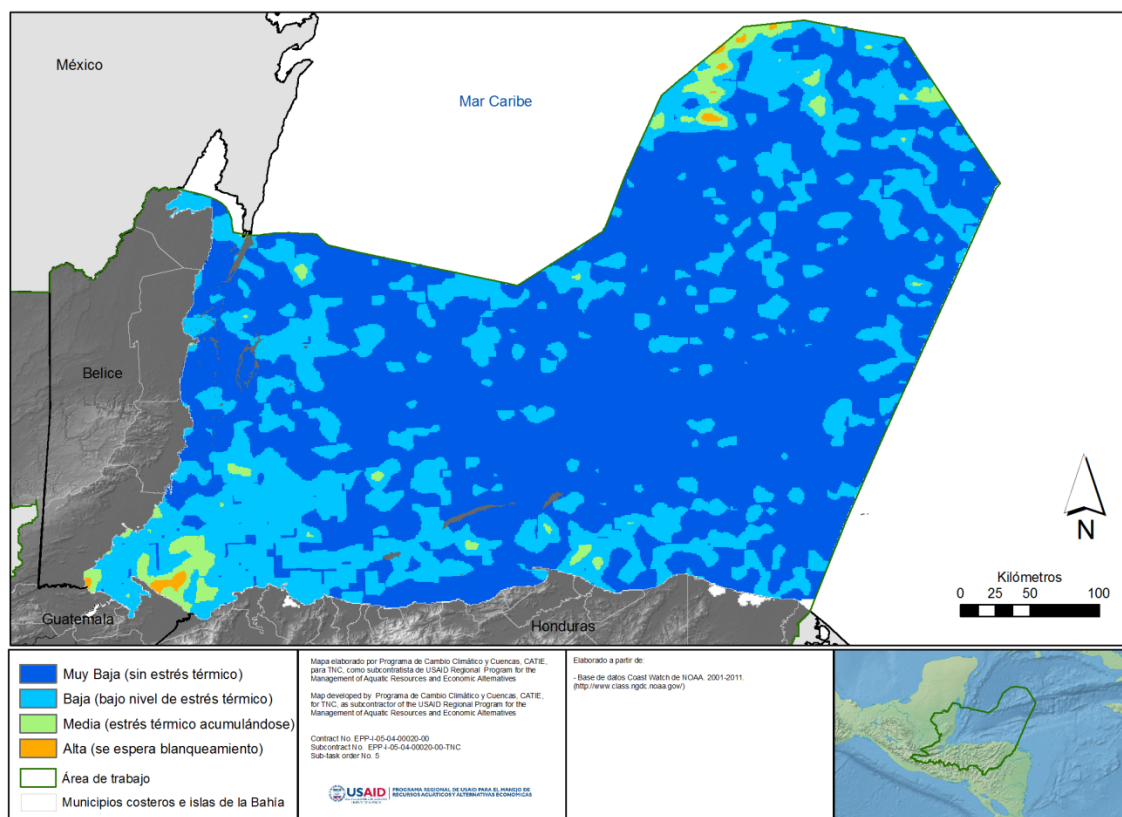 México
Mar Caribe
Belice
Guatemala
Honduras
N
Kilómetros
0 25 50 100
Muy Baja (sin estrés térmico)
Baja (bajo nivel de estrés térmico)
Media (estrés térmico acumulándose)
Alta (se espera blanqueamiento)
Área de trabajo
Municipios costeros e islas de la Bahía
Mapa elaborado por Programa de Cambio Climático y Cuencas, CATIE,
para TNC, como subcontratista de USAID Regional Program for the
Management of Aquatic Resources and Economic Alternatives
Map developed by Programa de Cambio Climático y Cuencas, CATIE,
for TNC, as subcontractor of the USAID Regional Program for the
Management of Aquatic Resources and Economic Alternatives
Contract No. EPP-I-05-04-00020-00
Subcontract No. EPP-I-05-04-00020-00-TNC
Sub-task order No. 5
USAID
PROGRAMA REGIONAL DE USAID PARA EL MANEJO DE
RECURSOS ACUÁTICOS Y ALTERNATIVAS ECONÓMICAS
Elaborado a partir de:
- Base de datos Coast Watch de NOAA. 2001-2011.
(http://www.class.ngdc.noaa.gov/)